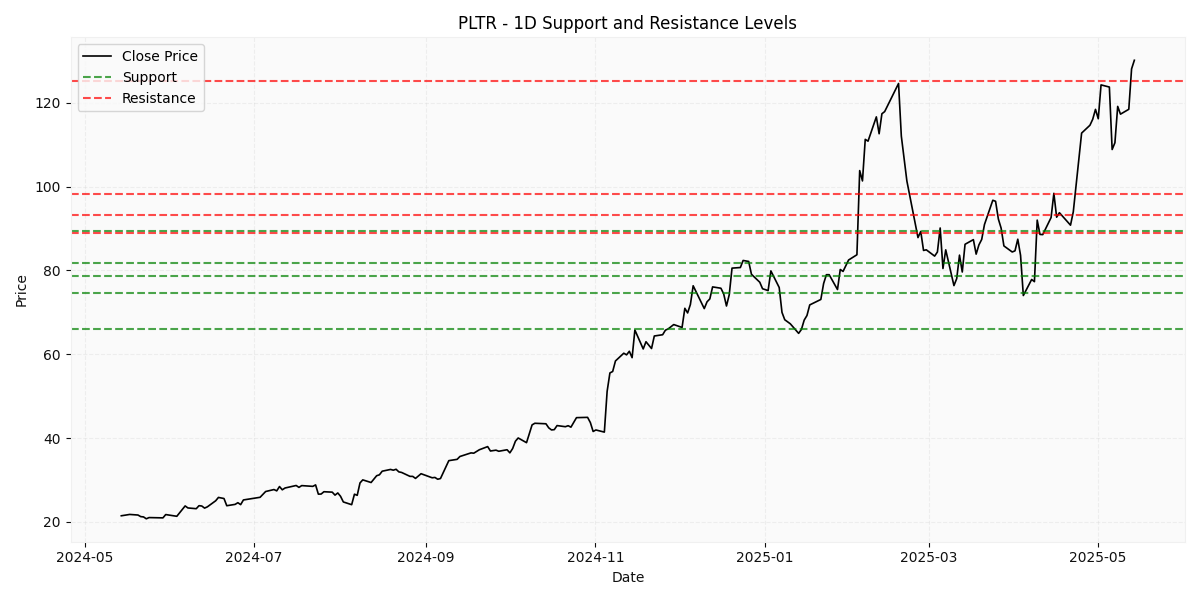 PLTR - 1D Support and Resistance Levels
Close Price
Support
Resistance
Price
120
100
80
60
40
20
2024-05
2024-07
2024-09
2024-11
2025-01
2025-03
2025-05
Date